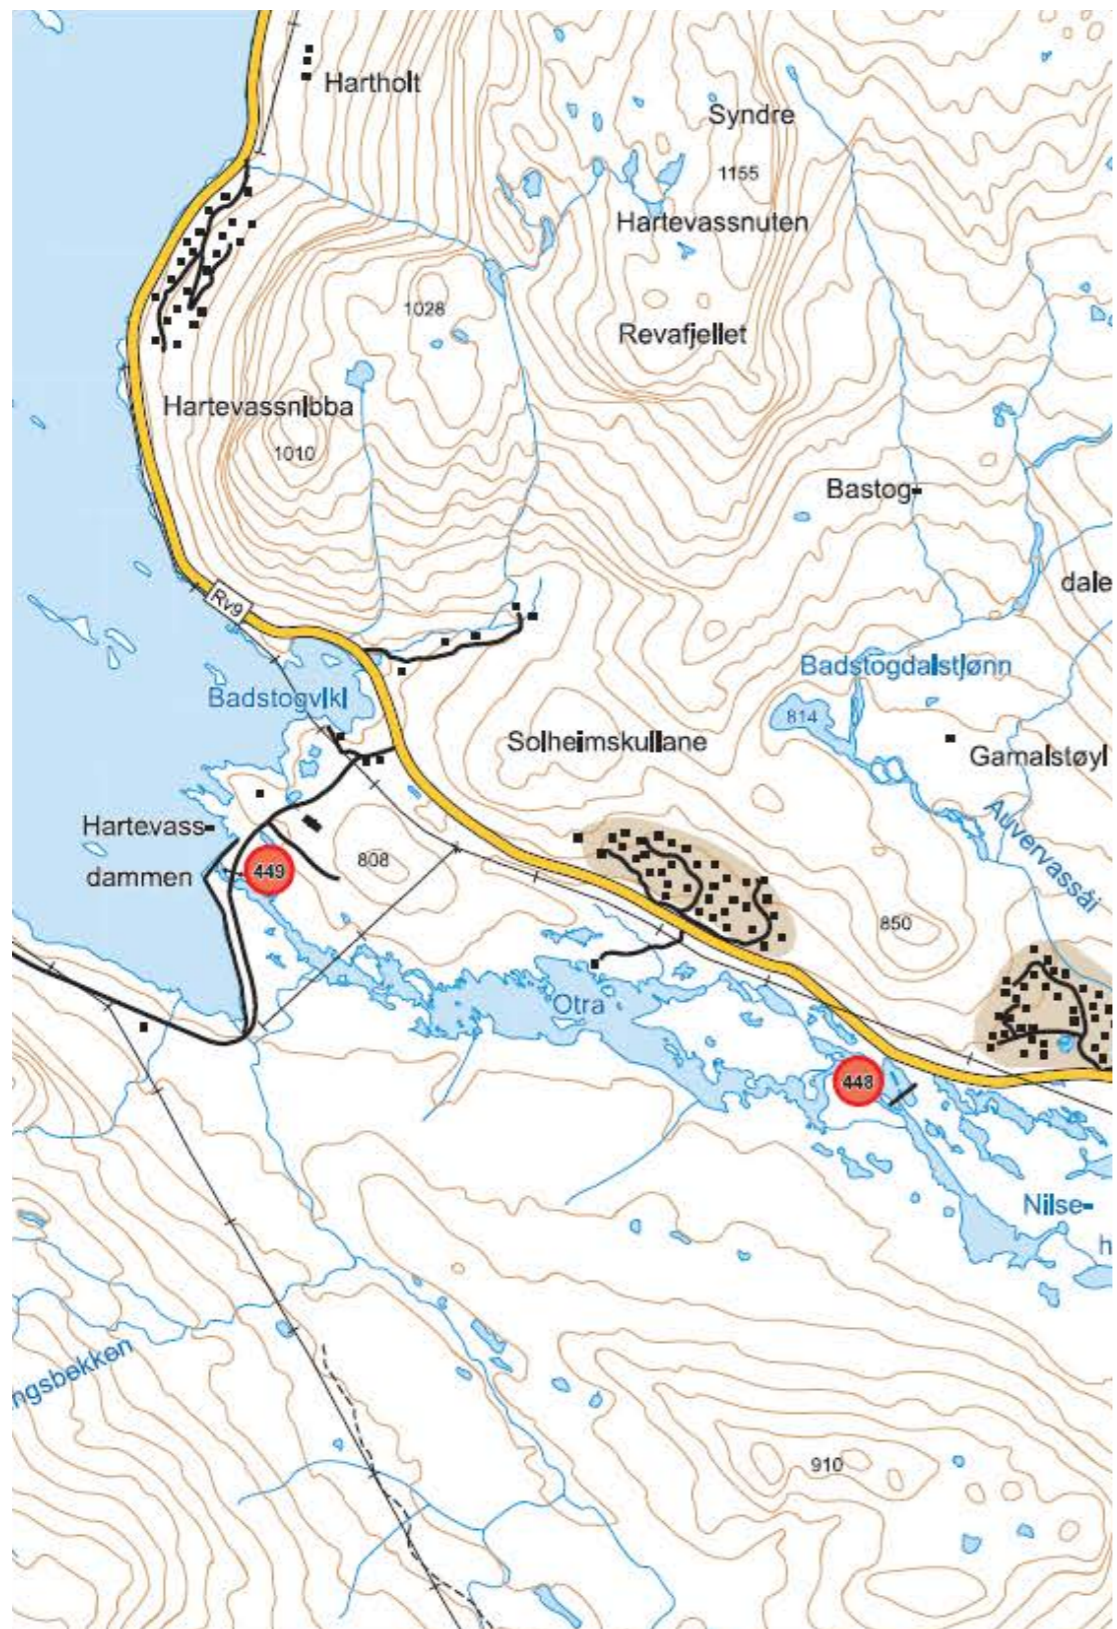 Hartholt
Syndre
1155
Hartevassnuten
1028
Revafjellet
Hartevassnibba
1010
Bastog-
dale
Rv9
Badstogdalstjønn
Badstogviki
814
Solheimskullane
Gamalstøyl
Auvervassåi
Hartevass-
dammen
449
808
850
Otra
448
Nilse-
h
ngsbekken
910